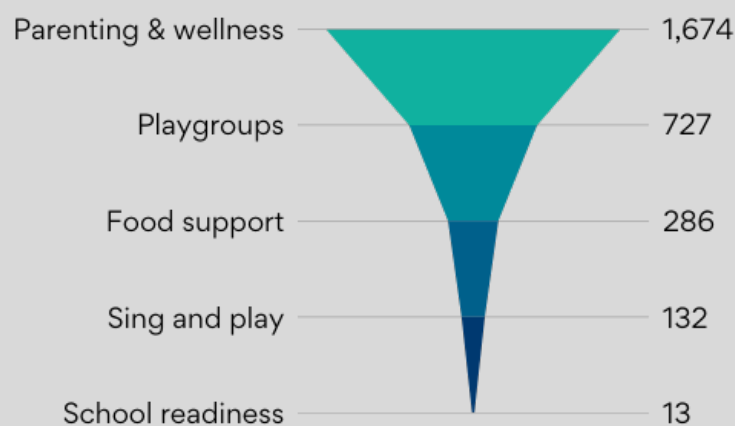 Parenting & wellness 1,674
Playgroups 727
Food support 286
Sing and play 132
School readiness 13